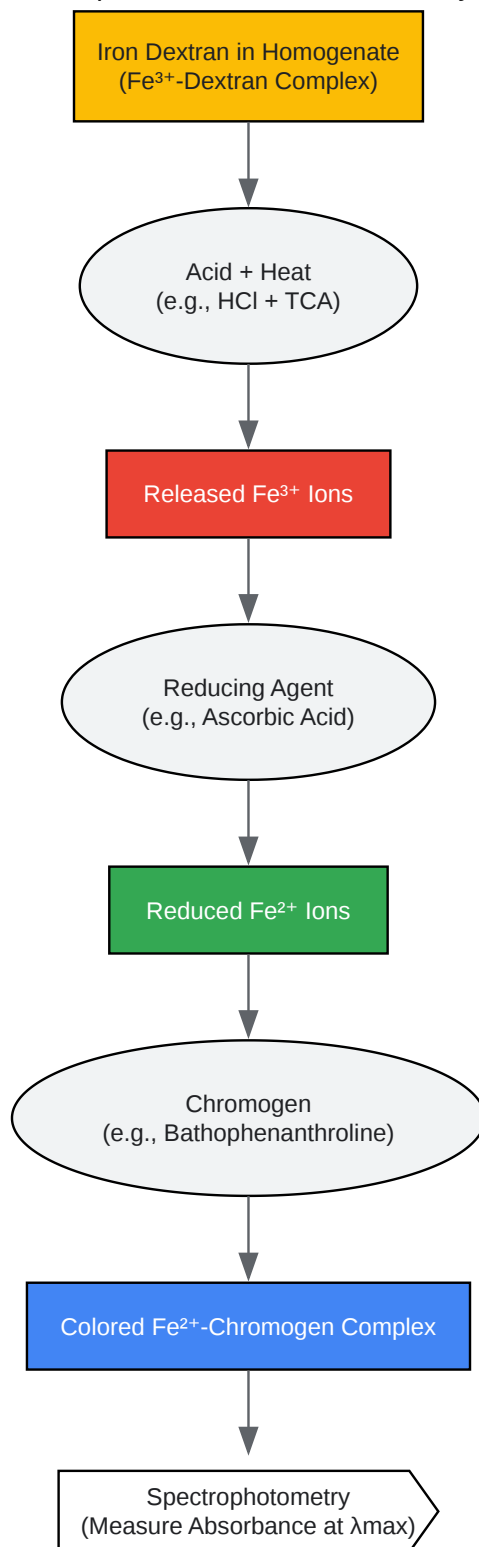 Iron Dextran in Homogenate
(Fe³⁺-Dextran Complex)
Acid + Heat
(e.g., HCl + TCA)
Released Fe³⁺ Ions
Reducing Agent
(e.g., Ascorbic Acid)
Reduced Fe²⁺ Ions
Chromogen
(e.g., Bathophenanthroline)
Colored Fe²⁺-Chromogen Complex
Spectrophotometry
(Measure Absorbance at λmax)